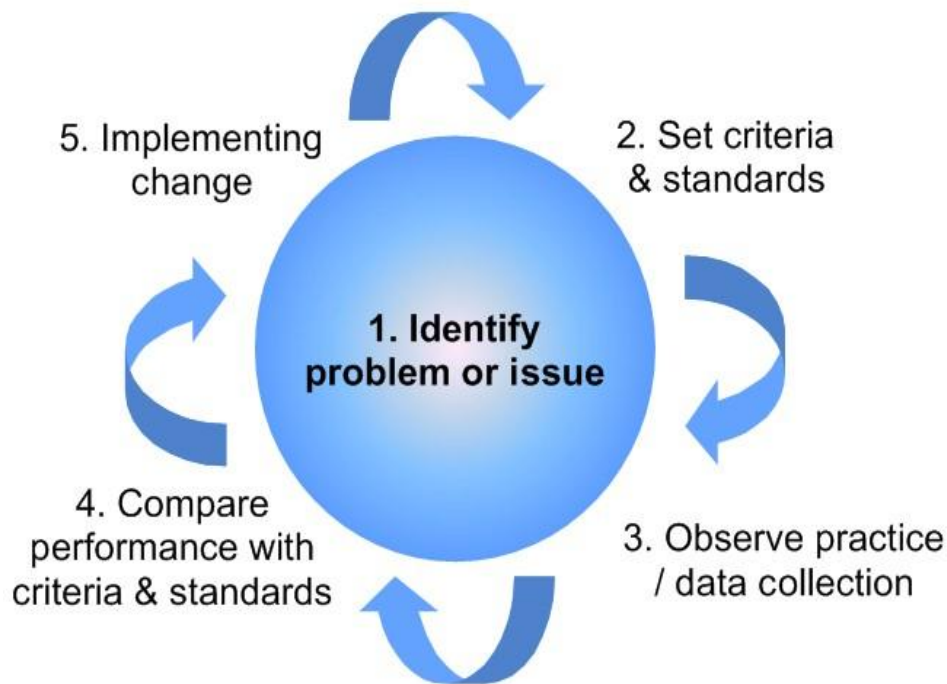 1. Identify
problem or issue
2. Set criteria
& standards
3. Observe practice
/ data collection
4. Compare
performance with
criteria & standards
5. Implementing
change